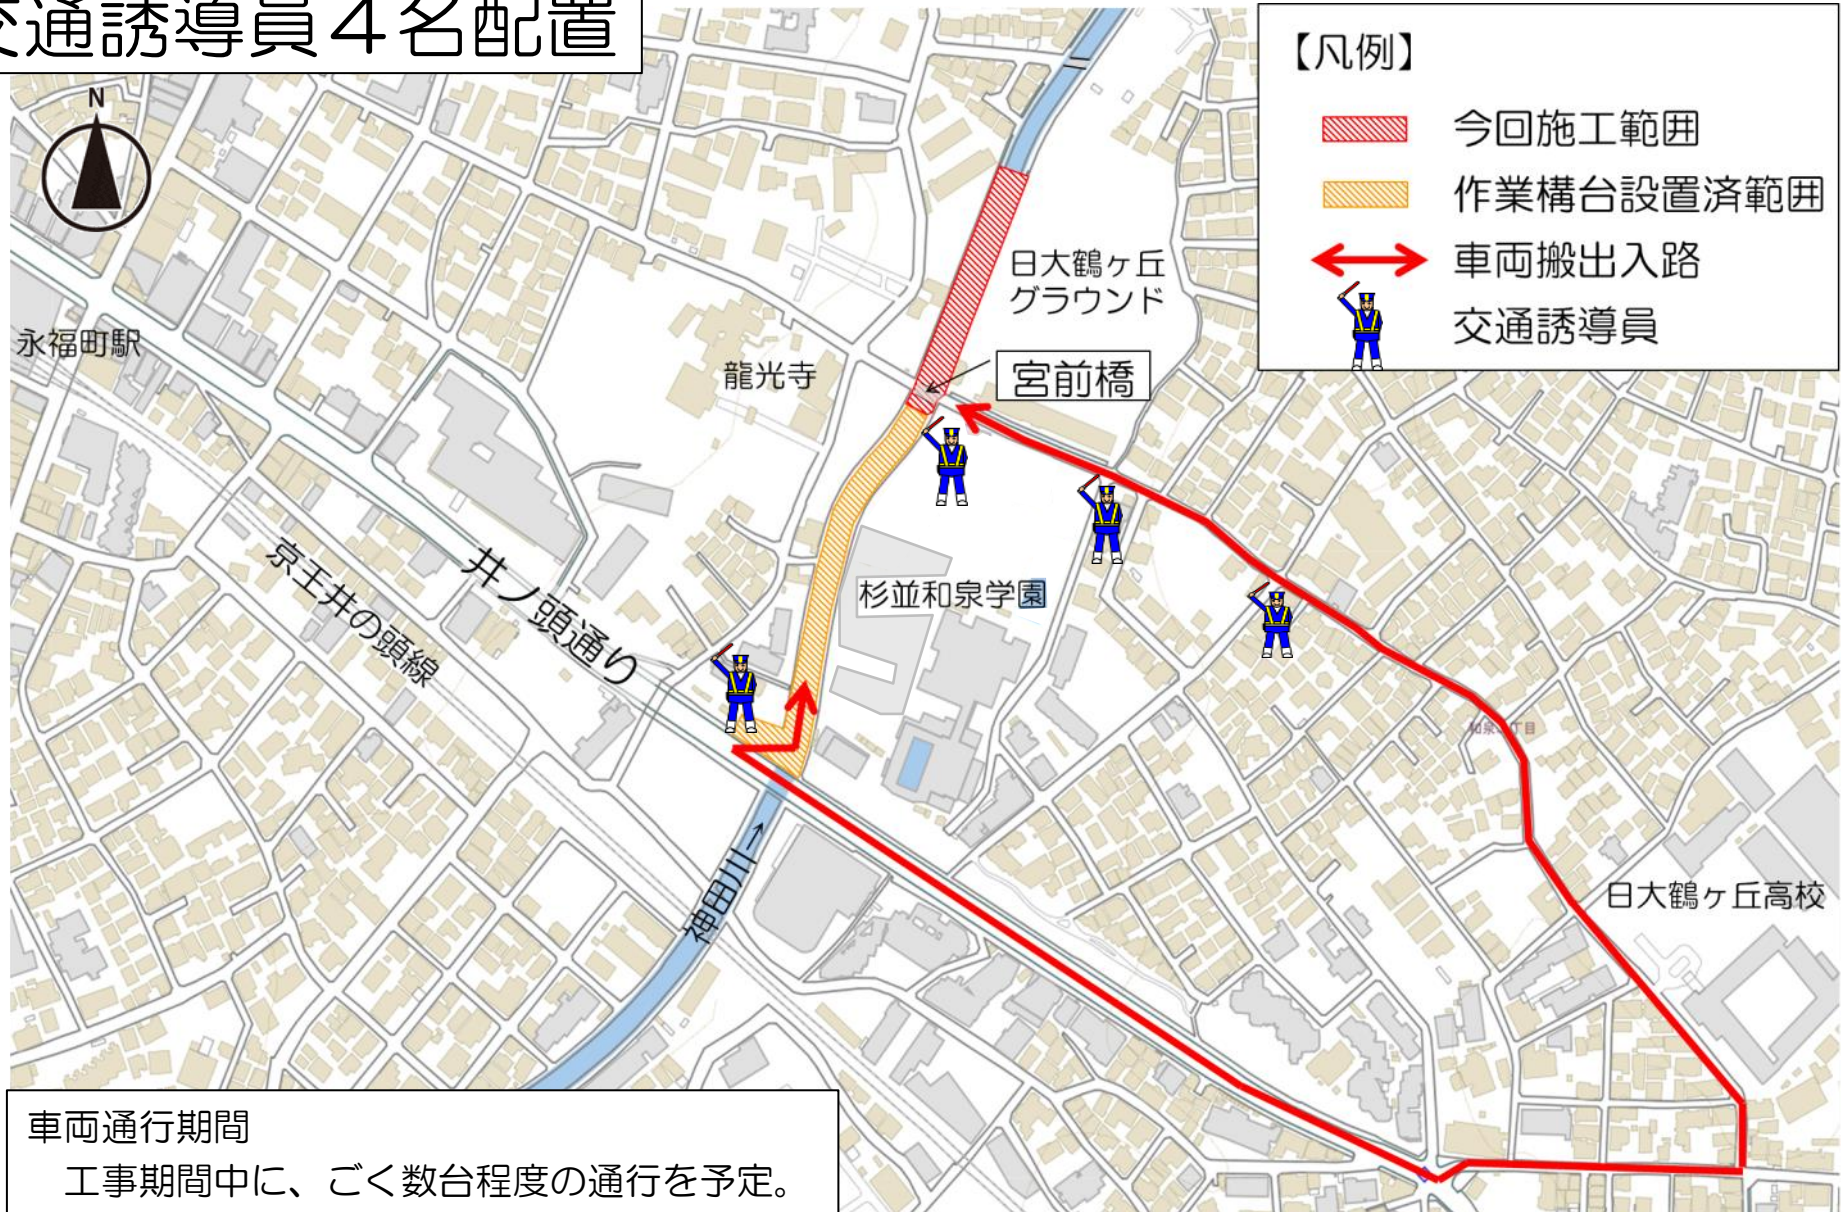 交通誘導員４名配置
【凡例】
今回施工範囲
作業構台設置済範囲
車両搬出入路
交通誘導員
N
日大鶴ヶ丘
グラウンド
永福町駅
龍光寺
宮前橋
井ノ頭通り
京王井の頭線
杉並和泉学園
神田川→
日大鶴ヶ丘高校
車両通行期間
工事期間中に、ごく数台程度の通行を予定。